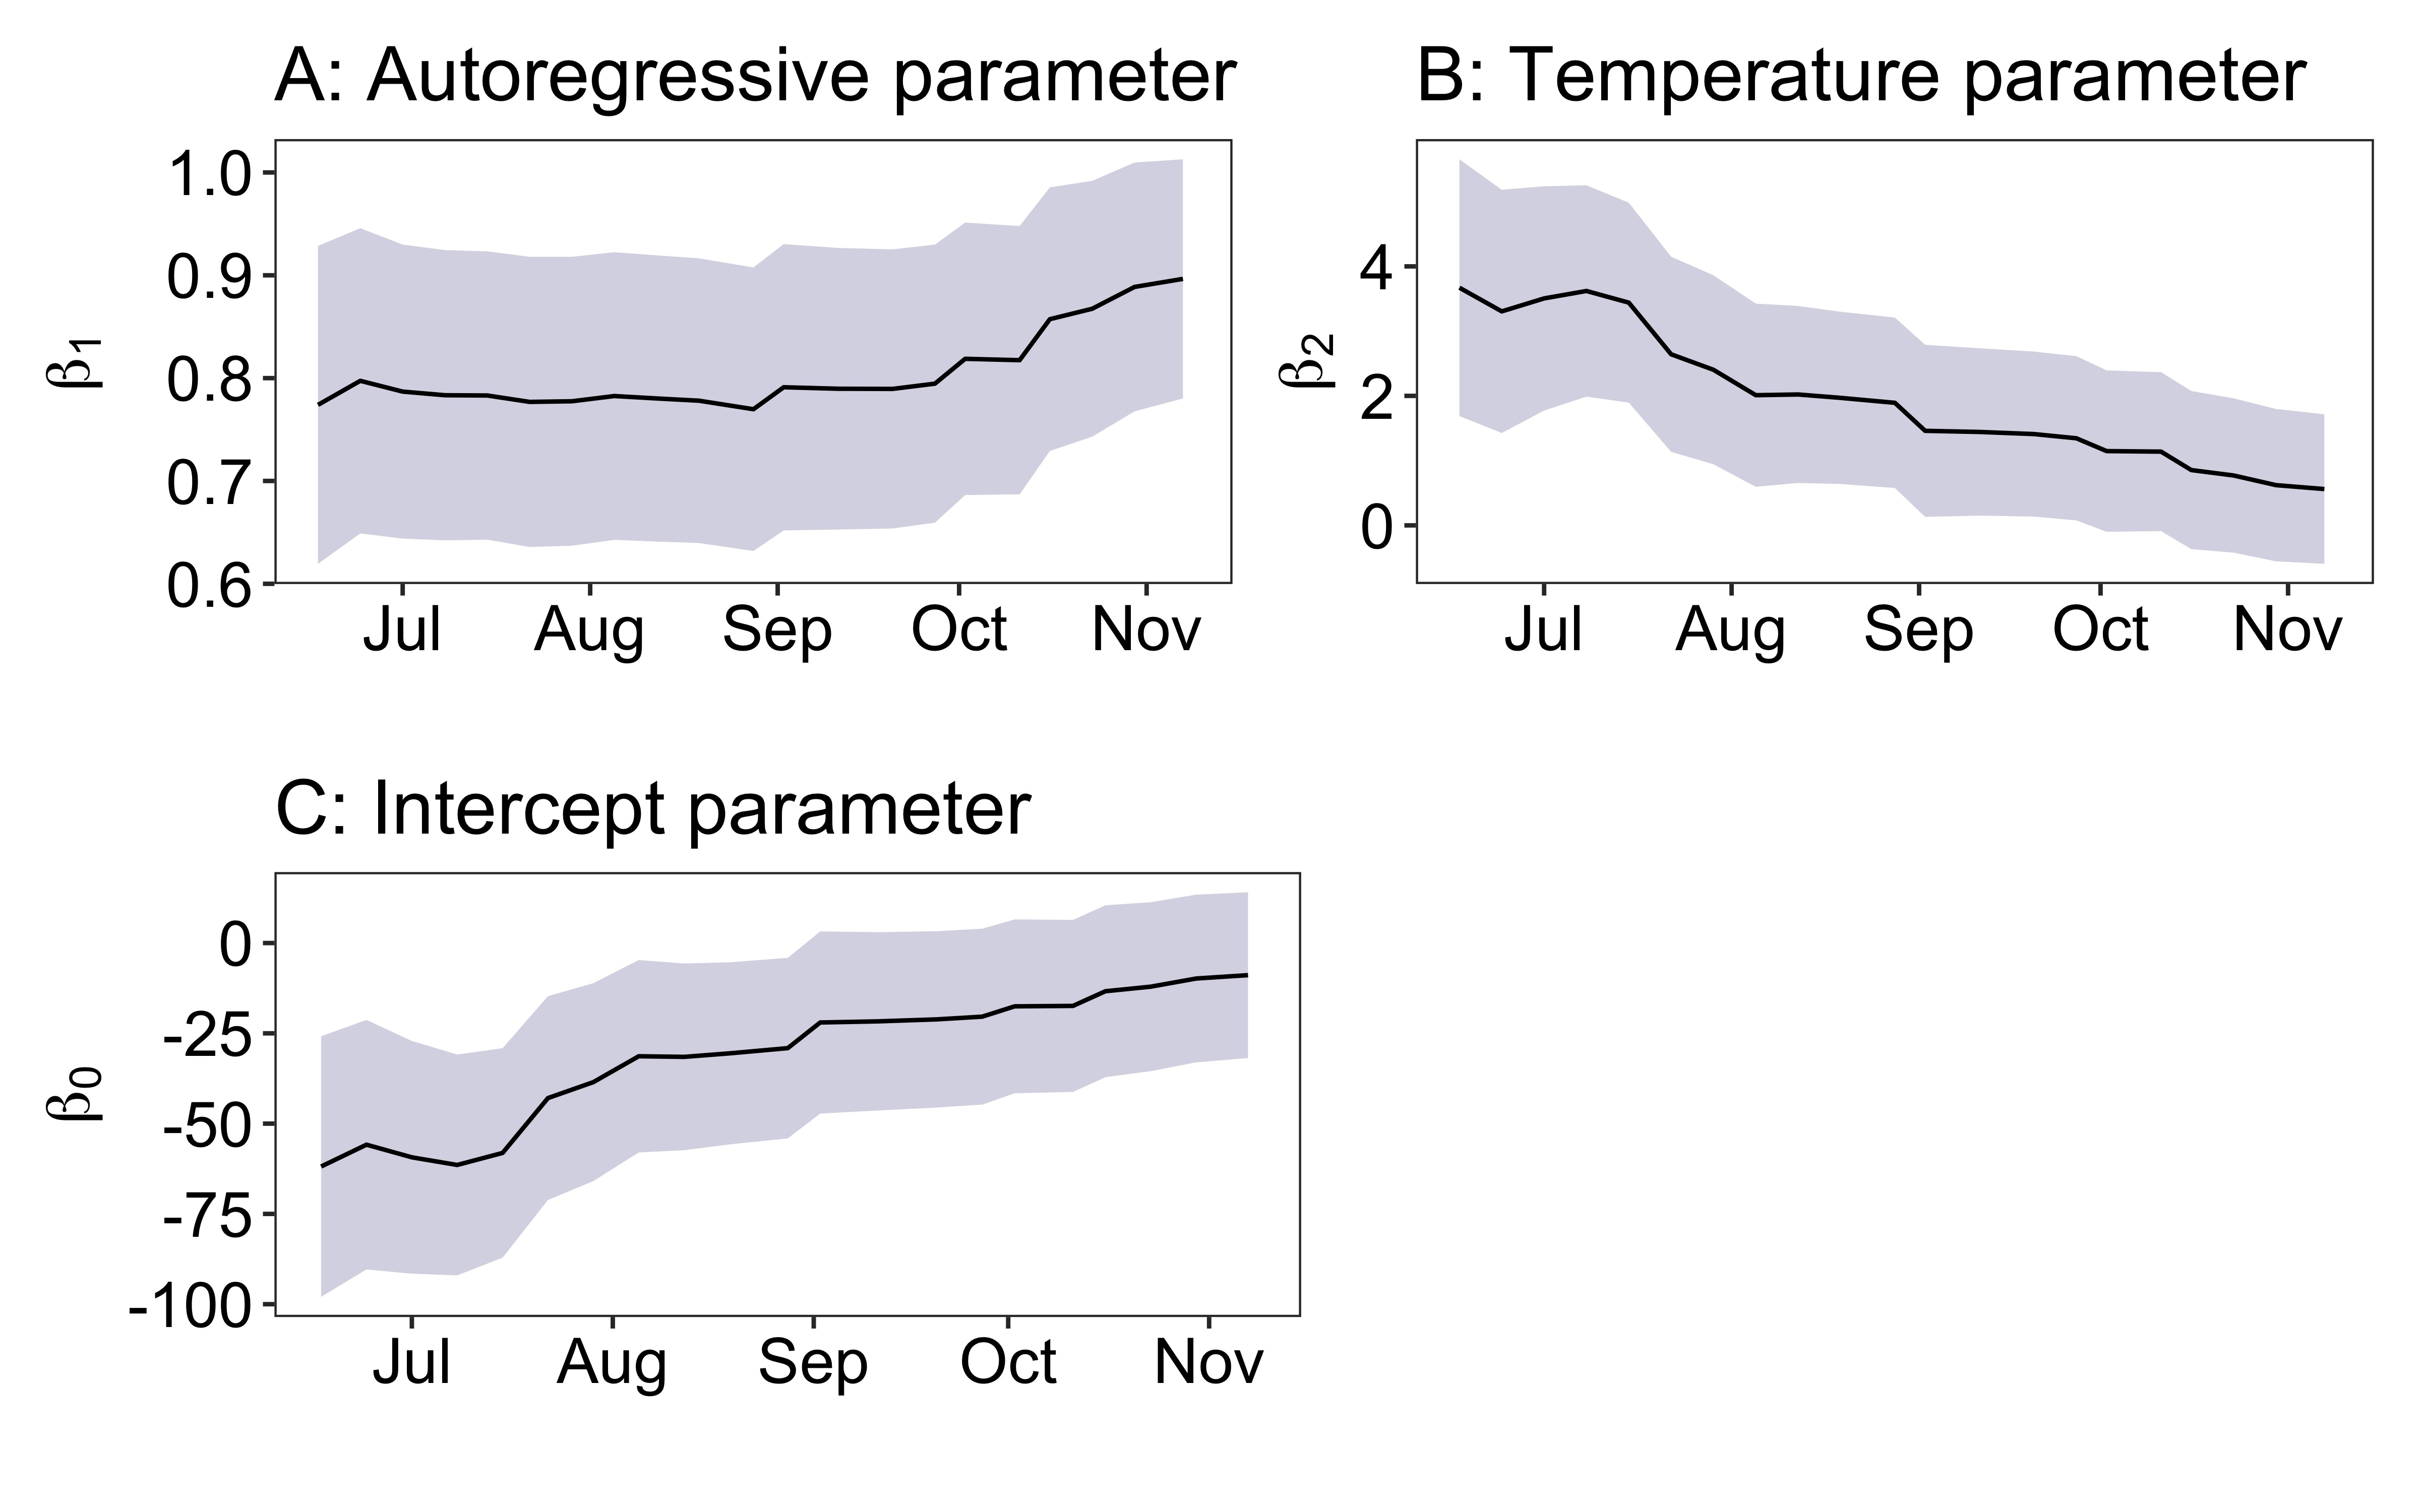 A: Autoregressive parameter
1.0
0.9
0.8
0.7
0.6
β1
Jul Aug Sep Oct Nov
B: Temperature parameter
4
2
0
β2
Jul Aug Sep Oct Nov
C: Intercept parameter
0
-25
-50
-75
-100
β0
Jul Aug Sep Oct Nov